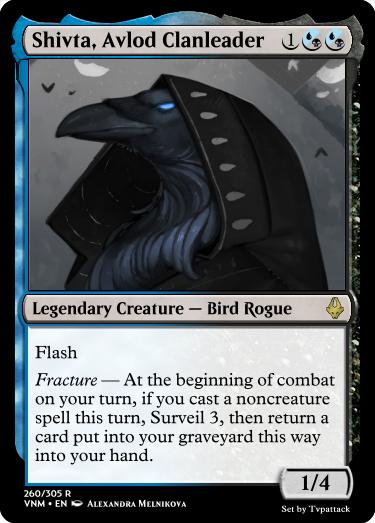 Shivta, Avlod Clanleader 1
Legendary Creature — Bird Rogue
Flash
Fracture — At the beginning of combat
on your turn, if you cast a noncreature
spell this turn, Surveil 3, then return a
card put into your graveyard this way
into your hand.
1/4
260/305 R
VNM • EN ALEXANDRA MELNIKOVA
Set by Tvpattack